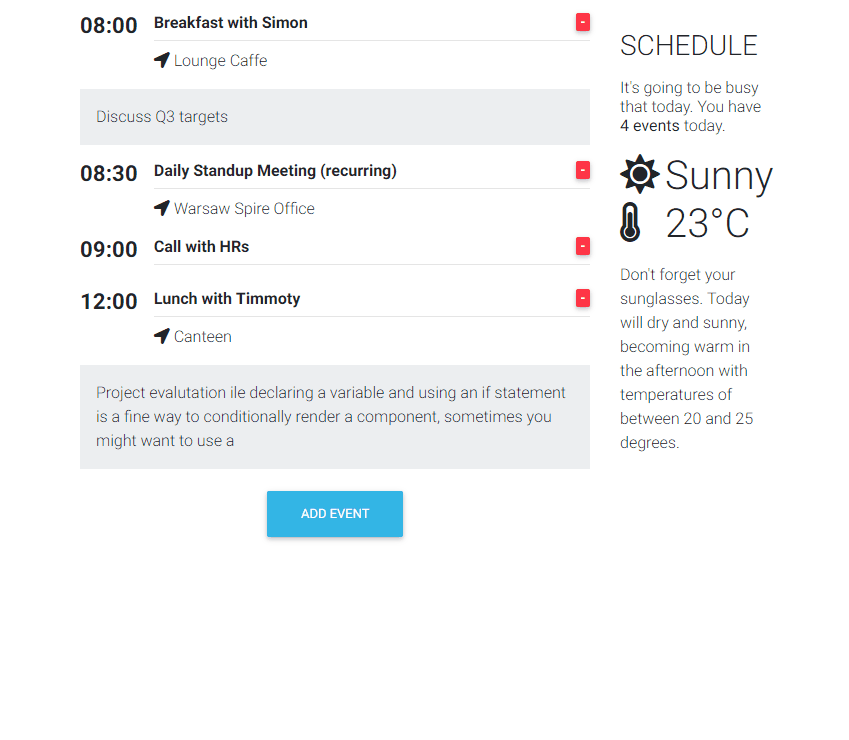 08:00 Breakfast with Simon -
Lounge Caffe
Discuss Q3 targets
08:30 Daily Standup Meeting (recurring) -
Warsaw Spire Office
09:00 Call with HRs -
12:00 Lunch with Timmoty -
Canteen
Project evalutation ile declaring a variable and using an if statement
is a fine way to conditionally render a component, sometimes you
might want to use a
ADD EVENT
SCHEDULE
It's going to be busy
that today. You have
4 events today.
Sunny
23°C
Don't forget your
sunglasses. Today
will dry and sunny,
becoming warm in
the afternoon with
temperatures of
between 20 and 25
degrees.